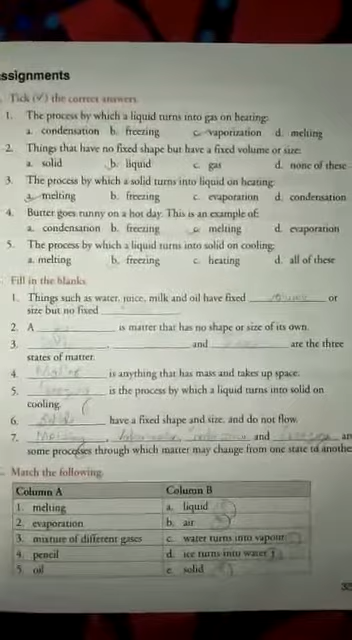 ssignments
Tick (✓) the correct answers.
1. The process by which a liquid turns into gas on heating:
a. condensation b. freezing c. vaporization d. melting
2. Things that have no fixed shape but have a fixed volume or size:
a. solid b. liquid c. gas d. none of these
3. The process by which a solid turns into liquid on heating:
a. melting b. freezing c. evaporation d. condensation
4. Butter goes runny on a hot day. This is an example of:
a. condensation b. freezing c. melting d. evaporation
5. The process by which a liquid turns into solid on cooling:
a. melting b. freezing c. heating d. all of these
Fill in the blanks.
1. Things such as water, juice, milk and oil have fixed volume or
size but no fixed
2. A is matter that has no shape or size of its own.
3. , and are the three
states of matter.
4. Matter is anything that has mass and takes up space.
5. Freezing is the process by which a liquid turns into solid on
cooling.
6. have a fixed shape and size, and do not flow.
7. Melting, and an
some processes through which matter may change from one state to anothe
Match the following.
Column A Column B
1. melting a. liquid
2. evaporation b. air
3. mixture of different gases c. water turns into vapour
4. pencil d. ice turns into water 1
5. oil e. solid